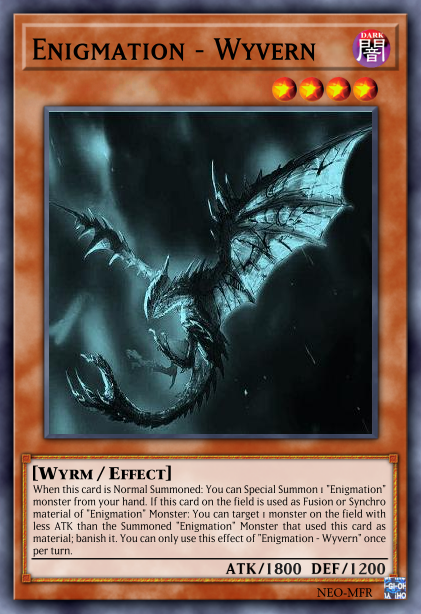 Enigmation - Wyvern
DARK
闇
[Wyrm / Effect]
When this card is Normal Summoned: You can Special Summon 1 "Enigmation"
monster from your hand. If this card on the field is used as Fusion or Synchro
material of "Enigmation" Monster; You can target 1 monster on the field with
less ATK than the Summoned "Enigmation" Monster that used this card as
material; banish it. You can only use this effect of "Enigmation - Wyvern" once
per turn.
ATK/1800 DEF/1200
NEO-MFR